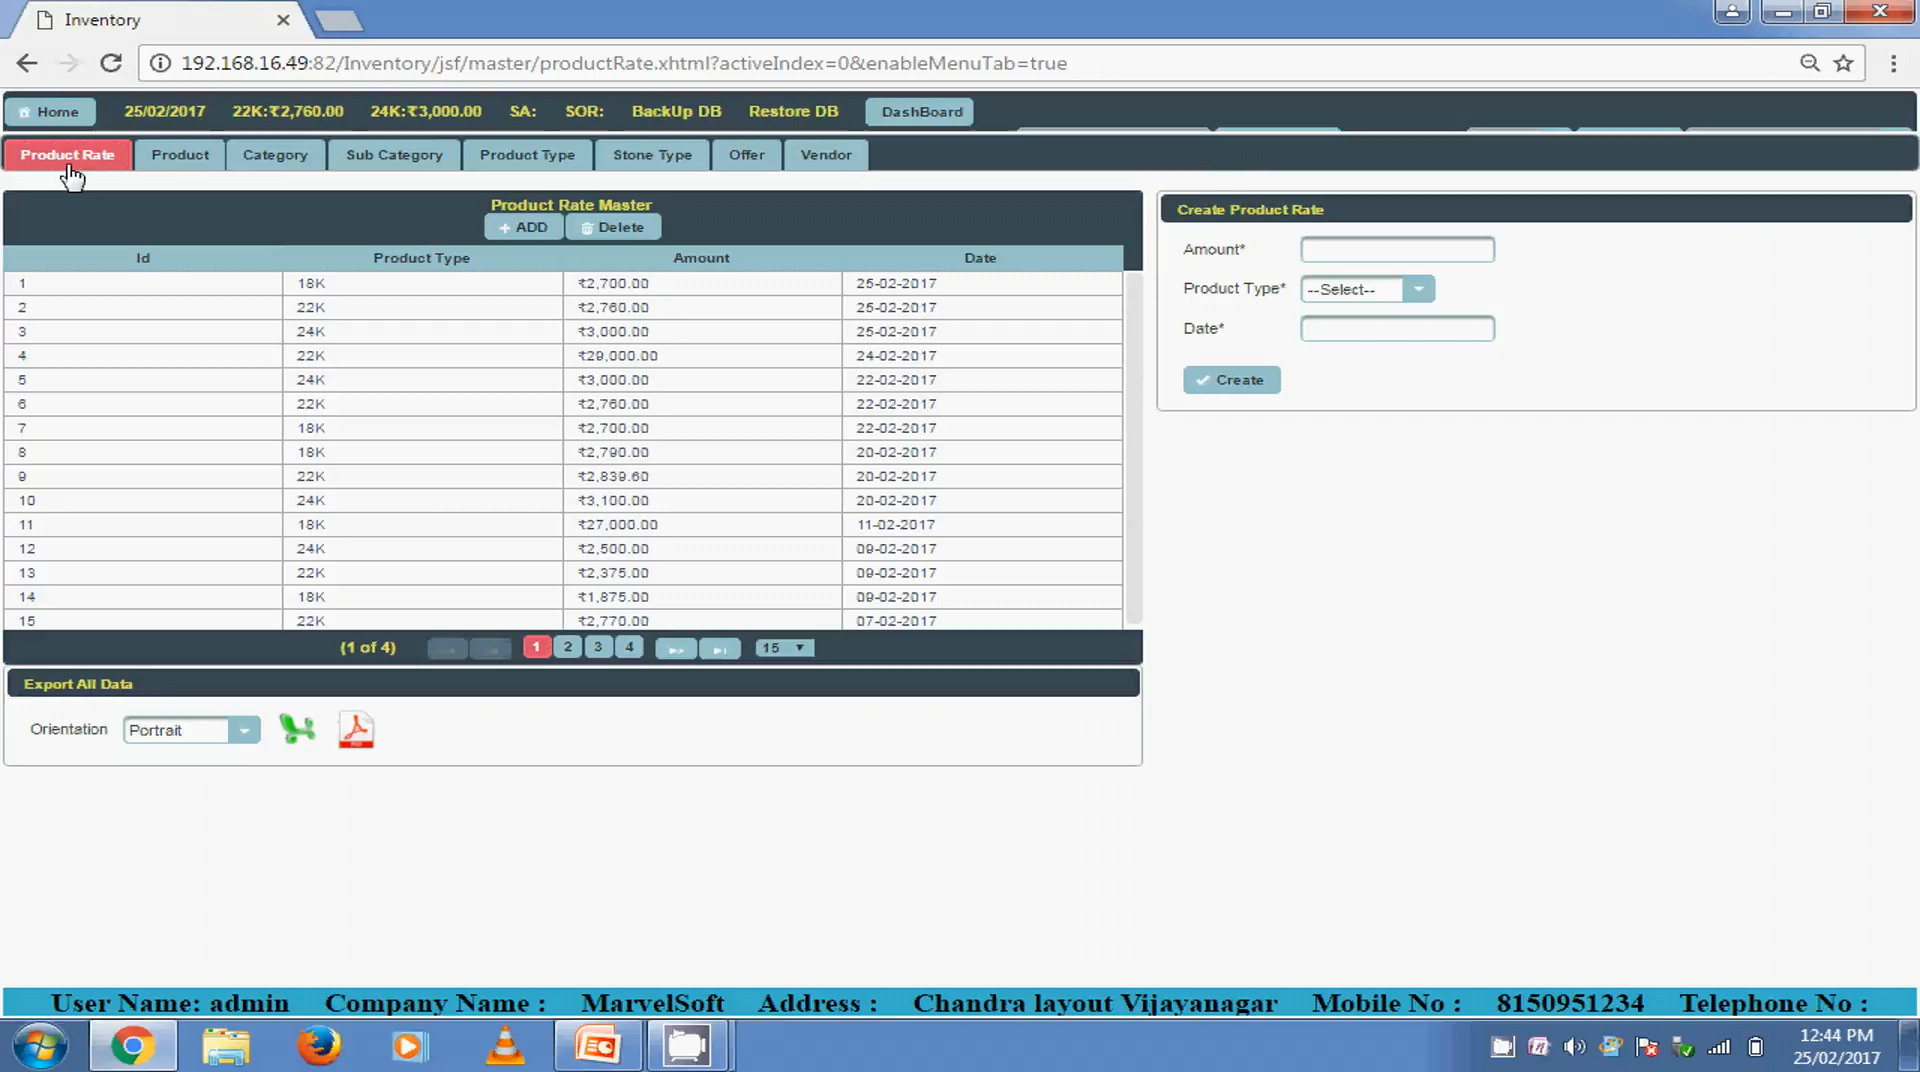 Inventory
192.168.16.49:82/Inventory/jsf/master/productRate.xhtml?activeIndex=0&enableMenuTab=true
Home 25/02/2017 22K:₹2,760.00 24K:₹3,000.00 SA: SOR: BackUp DB Restore DB DashBoard
Product Rate Product Category Sub Category Product Type Stone Type Offer Vendor
Product Rate Master
ADD Delete
Id Product Type Amount Date
1 18K ₹2,700.00 25-02-2017
2 22K ₹2,760.00 25-02-2017
3 24K ₹3,000.00 25-02-2017
4 22K ₹29,000.00 24-02-2017
5 24K ₹3,000.00 22-02-2017
6 22K ₹2,760.00 22-02-2017
7 18K ₹2,700.00 22-02-2017
8 18K ₹2,790.00 20-02-2017
9 22K ₹2,839.60 20-02-2017
10 24K ₹3,100.00 20-02-2017
11 18K ₹27,000.00 11-02-2017
12 24K ₹2,500.00 09-02-2017
13 22K ₹2,375.00 09-02-2017
14 18K ₹1,875.00 09-02-2017
15 22K ₹2,770.00 07-02-2017
(1 of 4) 1 2 3 4 15
Export All Data
Orientation Portrait
PDF
Create Product Rate
Amount*
Product Type* --Select--
Date*
Create
User Name: admin Company Name : MarvelSoft Address : Chandra layout Vijayanagar Mobile No : 8150951234 Telephone No :
12:44 PM
25/02/2017